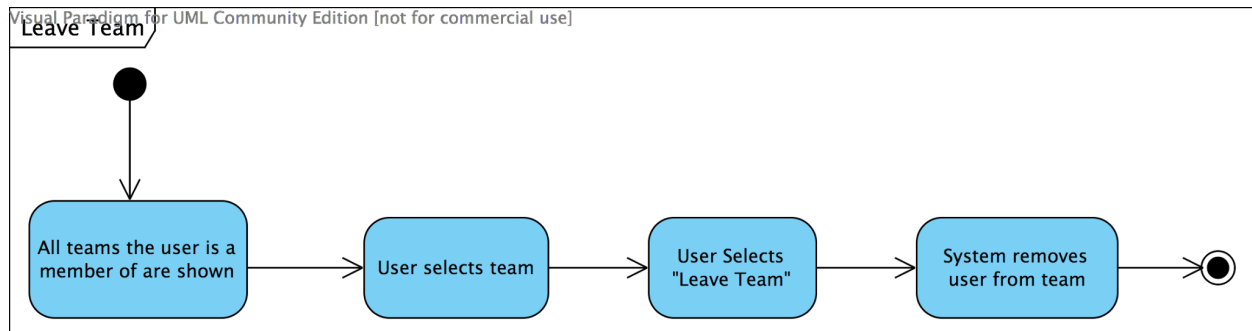 Visual Paradigm for UML Community Edition [not for commercial use]
Leave Team
All teams the user is a
member of are shown
User selects team
User Selects
"Leave Team"
System removes
user from team